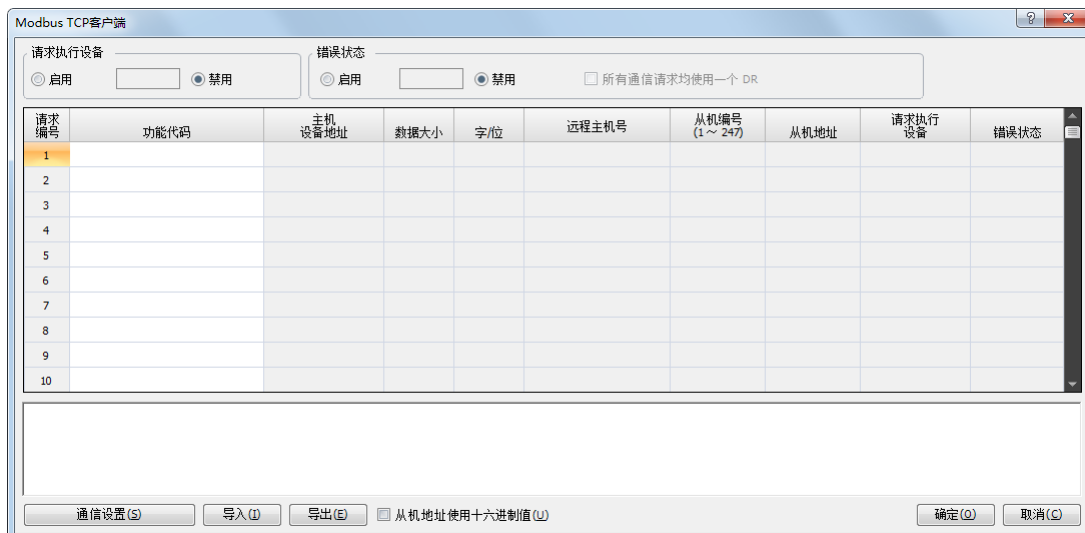 Modbus TCP客户端
请求执行设备
启用
禁用
错误状态
启用
禁用
所有通信请求均使用一个 DR
请求
编号
功能代码
主机
设备地址
数据大小
字/位
远程主机号
从机编号
(1 ~ 247)
从机地址
请求执行
设备
错误状态
1
2
3
4
5
6
7
8
9
10
通信设置(S)
导入(I)
导出(E)
从机地址使用十六进制值(U)
确定(O)
取消(C)